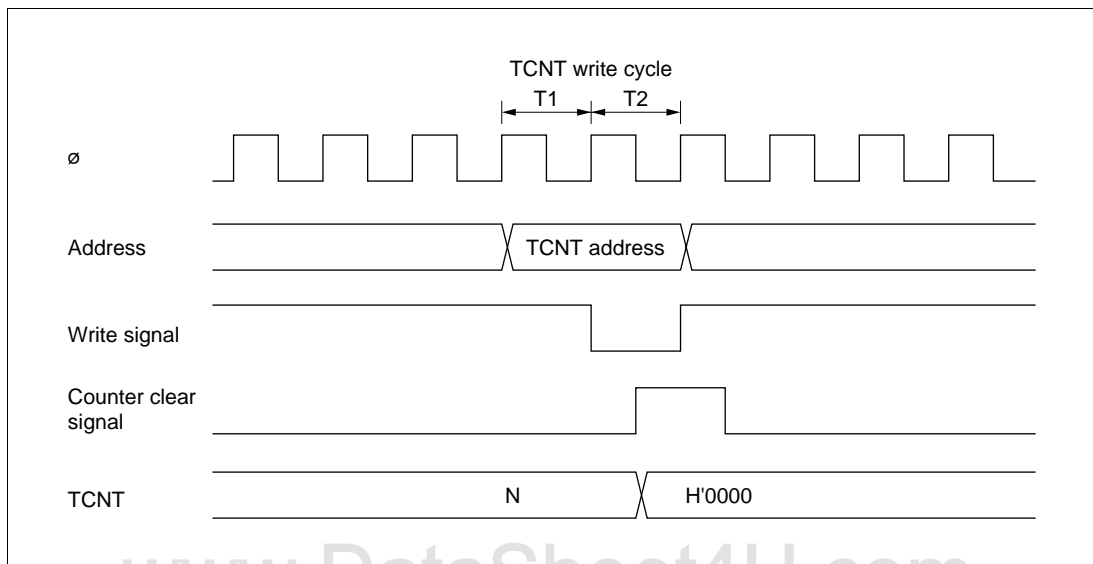 TCNT write cycle
T1 T2
ø
Address
TCNT address
Write signal
Counter clear
signal
TCNT
N
H'0000
www.DataSheet4U.com